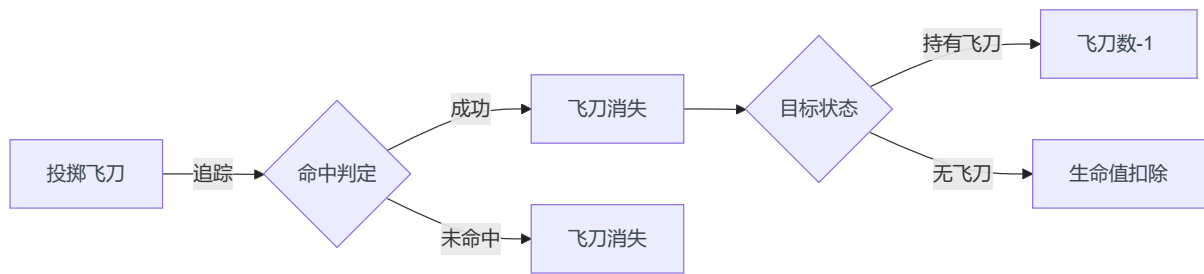 投掷飞刀
追踪
命中判定
成功
飞刀消失
目标状态
持有飞刀
飞刀数-1
无飞刀
生命值扣除
未命中
飞刀消失